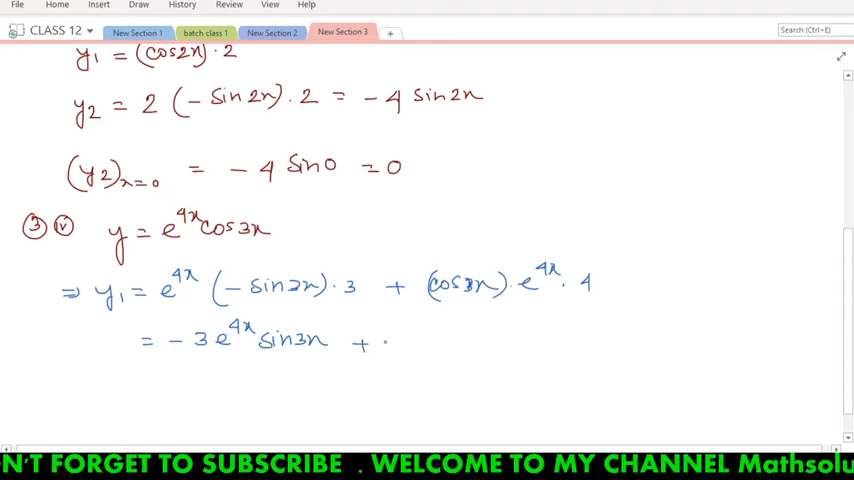 File Home Insert Draw History Review View Help
CLASS 12 New Section 1 batch class 1 New Section 2 New Section 3 + Search (Ctrl+E)
y1 = (cos2x) · 2
y2 = 2 (- sin2x) · 2 = - 4 sin2x
(y2)x=0 = - 4 sin0 = 0
③ ⓘⓥ y = e^4x cos3x
⇒ y1 = e^4x (- sin3x) · 3 + (cos3x) · e^4x · 4
= - 3 e^4x sin3x +
N'T FORGET TO SUBSCRIBE . WELCOME TO MY CHANNEL Mathsolu